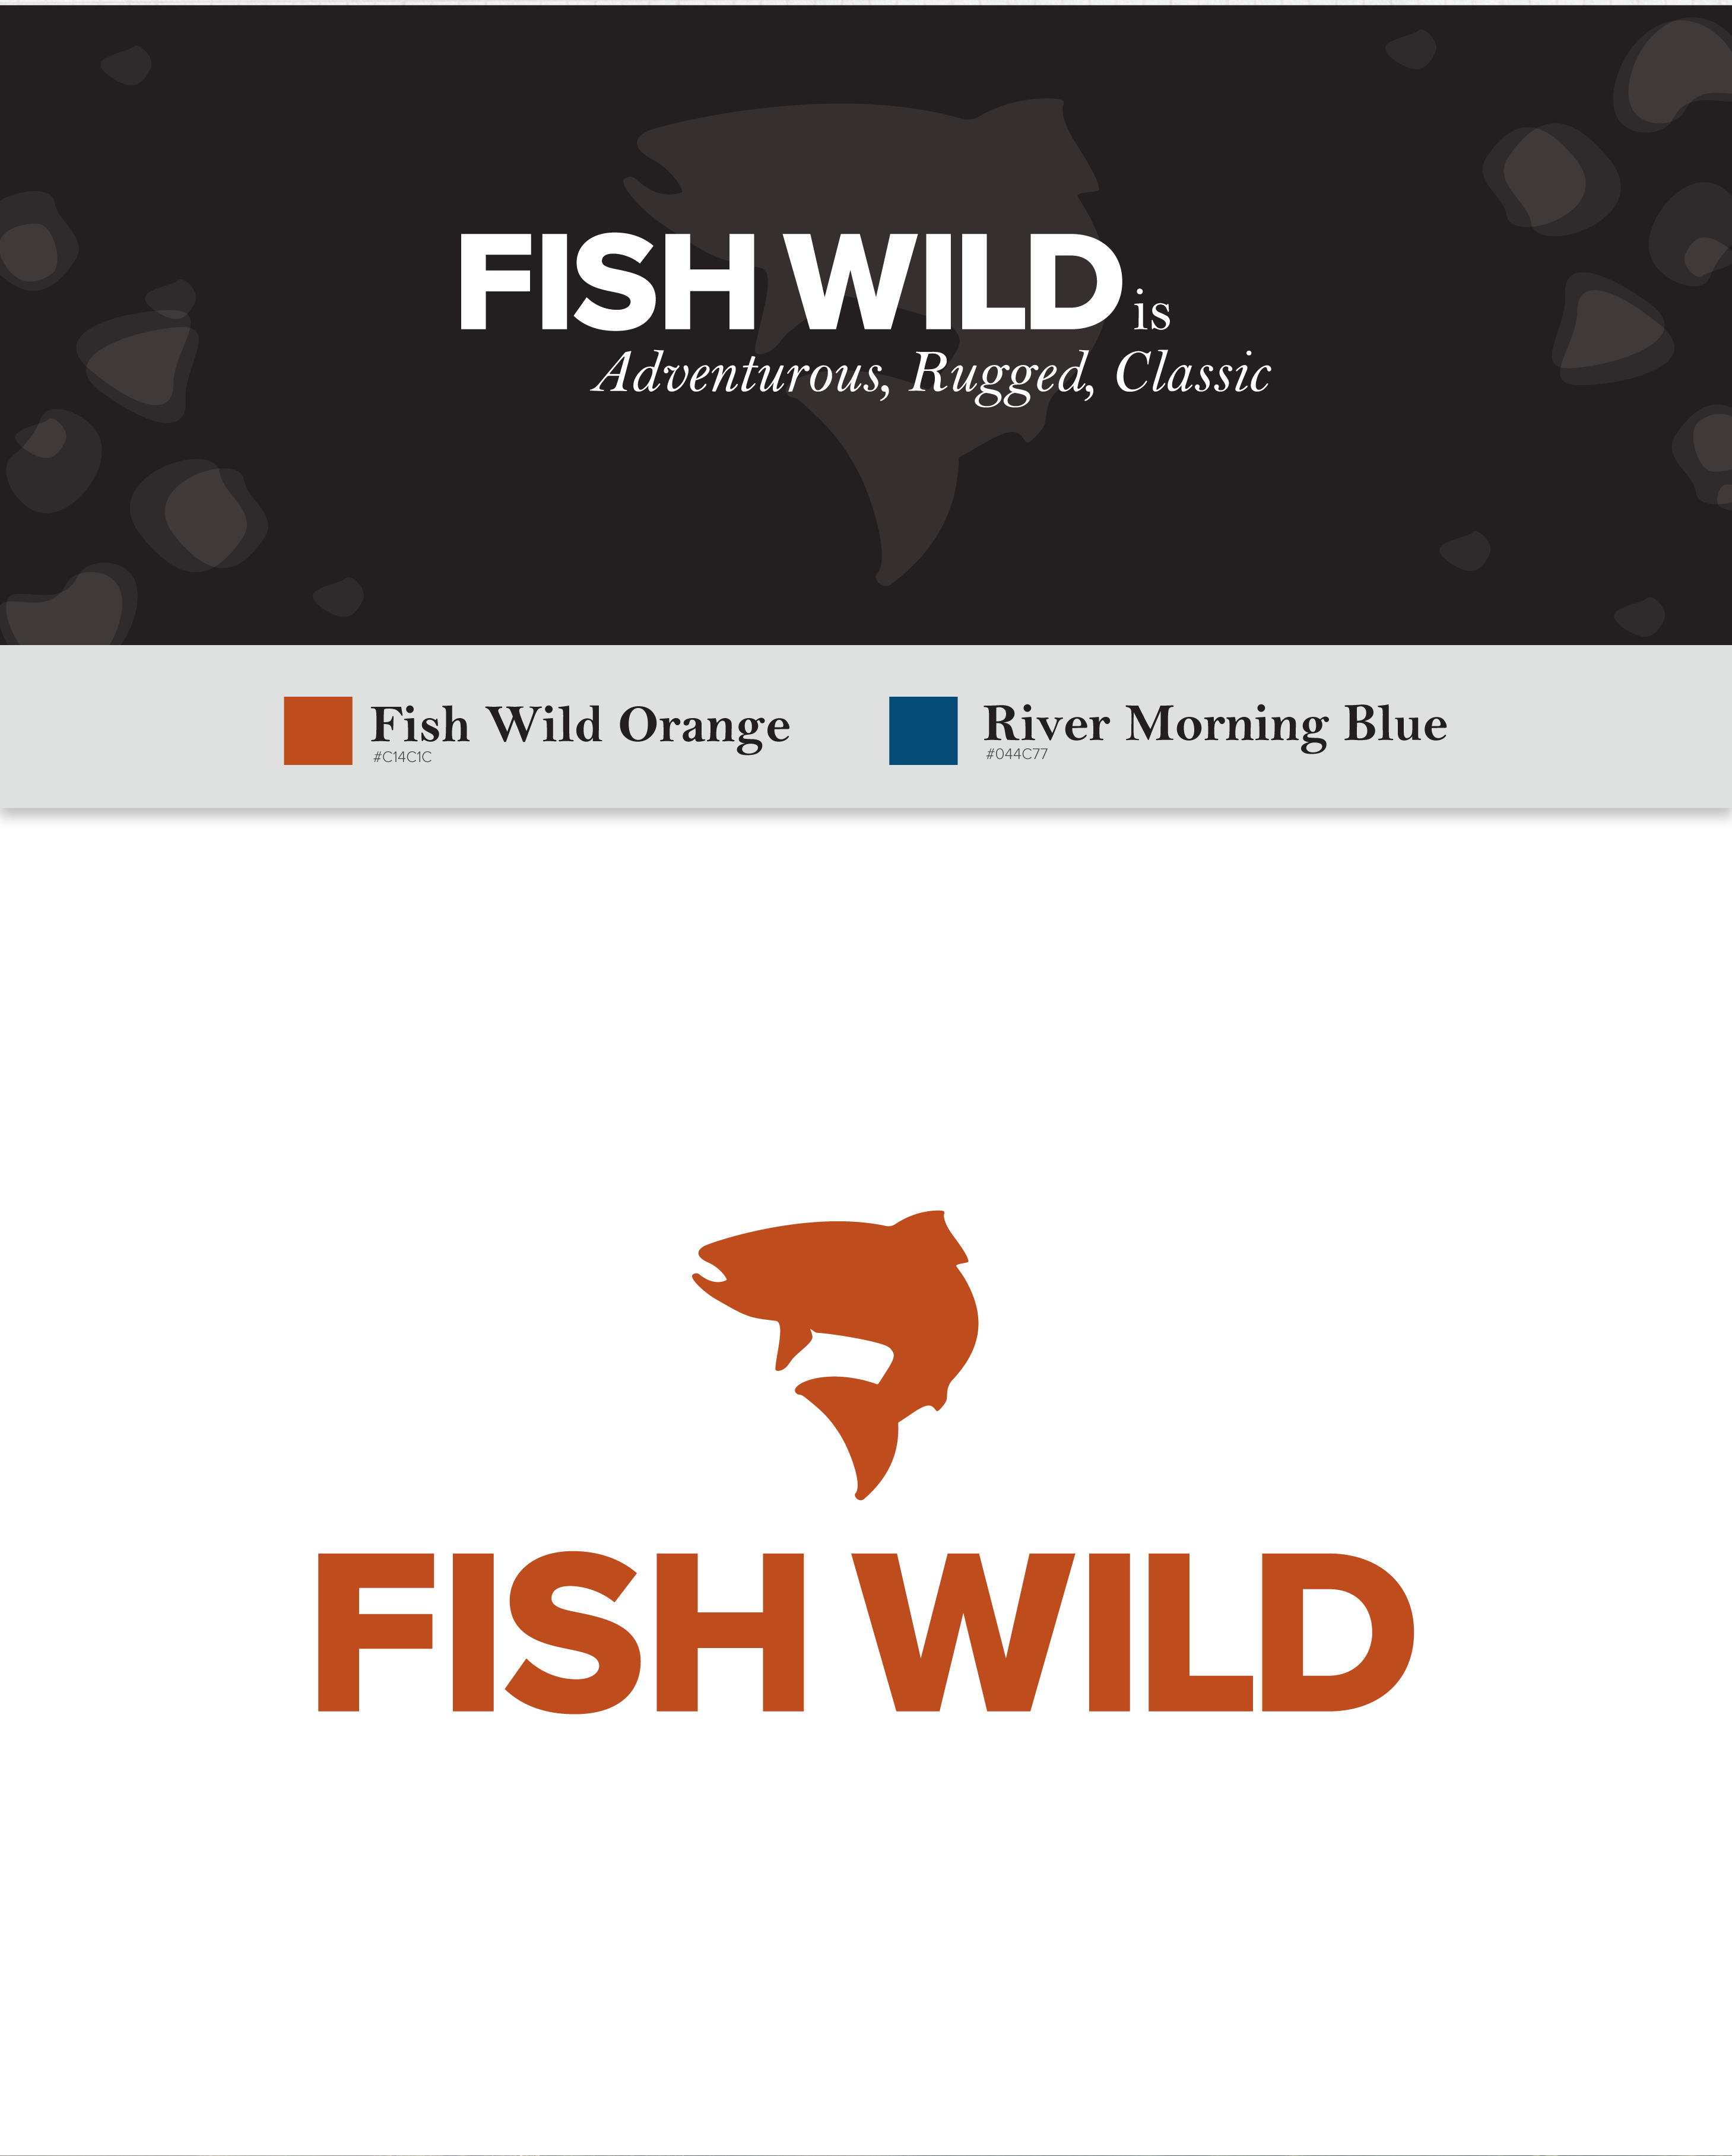 FISH WILD is
Adventurous, Rugged, Classic
Fish Wild Orange
#C14C1C
River Morning Blue
#044C77
FISH WILD